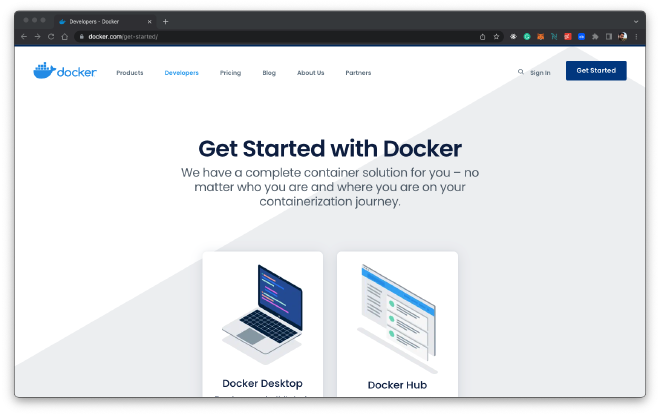 Developers - Docker
docker.com/get-started/
docker
Products
Developers
Pricing
Blog
About Us
Partners
Sign In
Get Started
Get Started with Docker
We have a complete container solution for you – no
matter who you are and where you are on your
containerization journey.
Docker Desktop
Docker Hub